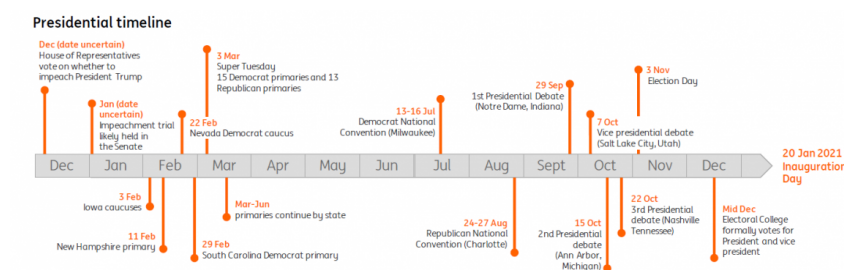 Presidential timeline
Dec (date uncertain)
House of Representatives
vote on whether to
impeach President Trump
Jan (date
uncertain)
Impeachment trial
likely held in
the Senate
22 Feb
Nevada Democrat caucus
3 Mar
Super Tuesday
15 Democrat primaries and 13
Republican primaries
13-16 Jul
Democrat National
Convention (Milwaukee)
29 Sep
1st Presidential Debate
(Notre Dame, Indiana)
7 Oct
Vice presidential debate
(Salt Lake City, Utah)
3 Nov
Election Day
Dec Jan Feb Mar Apr May Jun Jul Aug Sept Oct Nov Dec
20 Jan 2021
Inauguration
Day
3 Feb
Iowa caucuses
11 Feb
New Hampshire primary
29 Feb
South Carolina Democrat primary
Mar-Jun
primaries continue by state
24-27 Aug
Republican National
Convention (Charlotte)
15 Oct
2nd Presidential
debate
(Ann Arbor,
Michigan)
22 Oct
3rd Presidential
debate (Nashville
Tennessee)
Mid Dec
Electoral College
formally votes for
President and vice
president